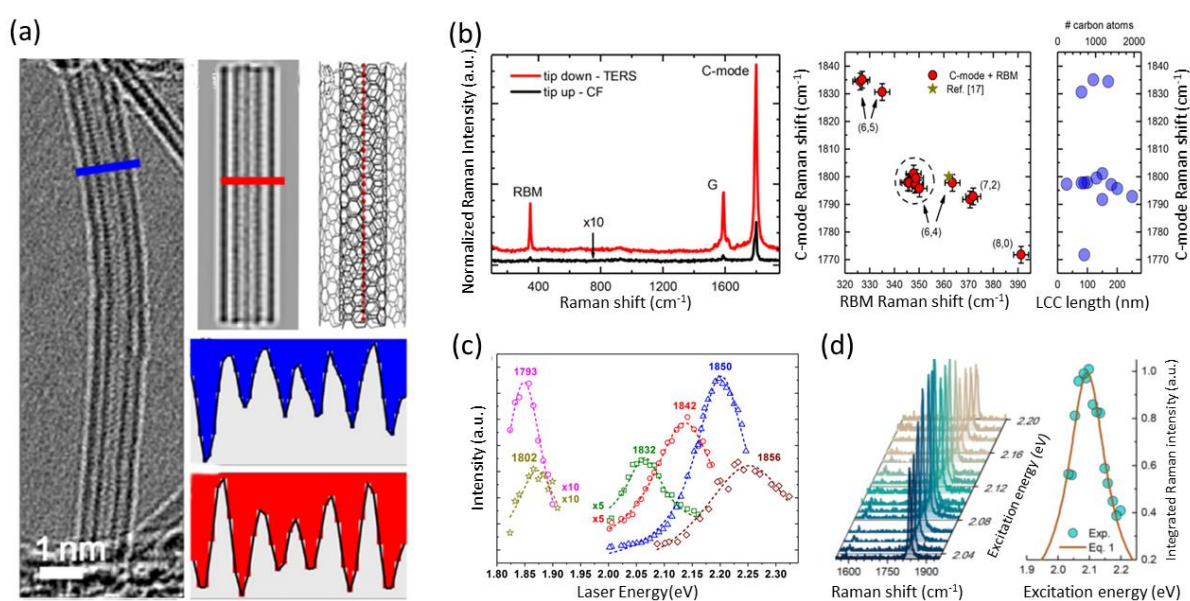 (a)
1 nm
(b)
Normalized Raman Intensity (a.u.)
tip down - TERS
tip up - CF
C-mode
RBM
G
x10
400
800
1200
1600
Raman shift (cm-1)
C-mode Raman shift (cm-1)
1840
1830
1820
1810
1800
1790
1780
1770
C-mode + RBM
Ref. [17]
(6,5)
(6,4)
(7,2)
(8,0)
330
340
350
360
370
380
390
RBM Raman shift (cm-1)
# carbon atoms
0
1000
2000
1840
1830
1820
1810
1800
1790
1780
1770
C-mode Raman shift (cm-1)
0
100
200
LCC length (nm)
(c)
Intensity (a.u.)
1793
1802
x10
x10
1832
x5
x5
1842
1850
1856
1.80
1.85
1.90
1.95
2.00
2.05
2.10
2.15
2.20
2.25
2.30
Laser Energy (eV)
(d)
2.20
2.16
2.12
2.08
2.04
Excitation energy (eV)
1600
1900
Raman shift (cm-1)
1.0
0.8
0.6
0.4
0.2
Integrated Raman intensity (a.u.)
Exp.
Eq. 1
1.9
2.0
2.1
2.2
Excitation energy (eV)